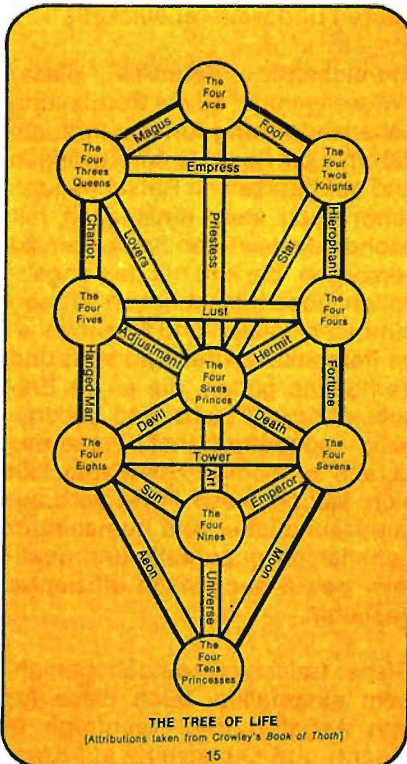 The
Four
Aces
Magus
Fool
The
Four
Threes
Queens
Empress
The
Four
Twos
Knights
Chariot
Lovers
Priestess
Star
Hierophant
The
Four
Fives
Lust
The
Four
Fours
Adjustment
Hermit
The
Four
Sixes
Princes
Hanged Man
Fortune
Devil
Death
The
Four
Eights
Tower
The
Four
Sevens
Sun
Art
Emperor
The
Four
Nines
Aeon
Universe
Moon
The
Four
Tens
Princesses
THE TREE OF LIFE
[Attributions taken from Crowley's Book of Thoth]
15